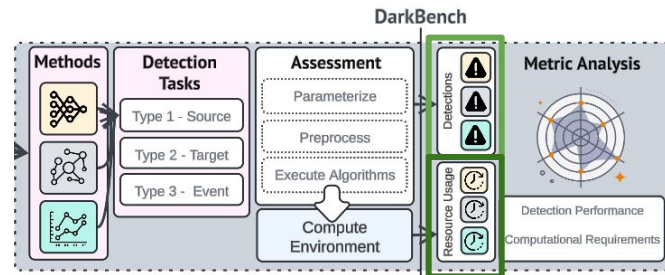 DarkBench
Methods
Detection
Tasks
Type 1 - Source
Type 2 - Target
Type 3 - Event
Assessment
Parameterize
Preprocess
Execute Algorithms
Compute
Environment
Detections
Resource Usage
Metric Analysis
Detection Performance
Computational Requirements